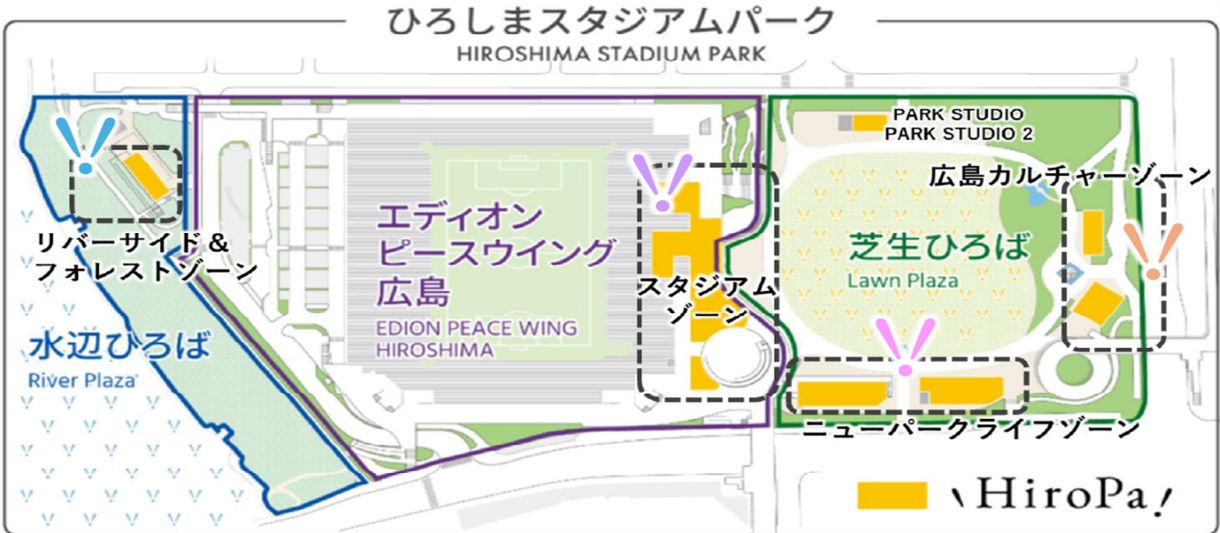 ひろしまスタジアムパーク
HIROSHIMA STADIUM PARK
PARK STUDIO
PARK STUDIO 2
広島カルチャーゾーン
リバーサイド＆
フォレストゾーン
エディオン
ピースウイング
広島
EDION PEACE WING
HIROSHIMA
スタジアム
ゾーン
芝生ひろば
Lawn Plaza
水辺ひろば
River Plaza
ニューパークライフゾーン
\HiroPa!